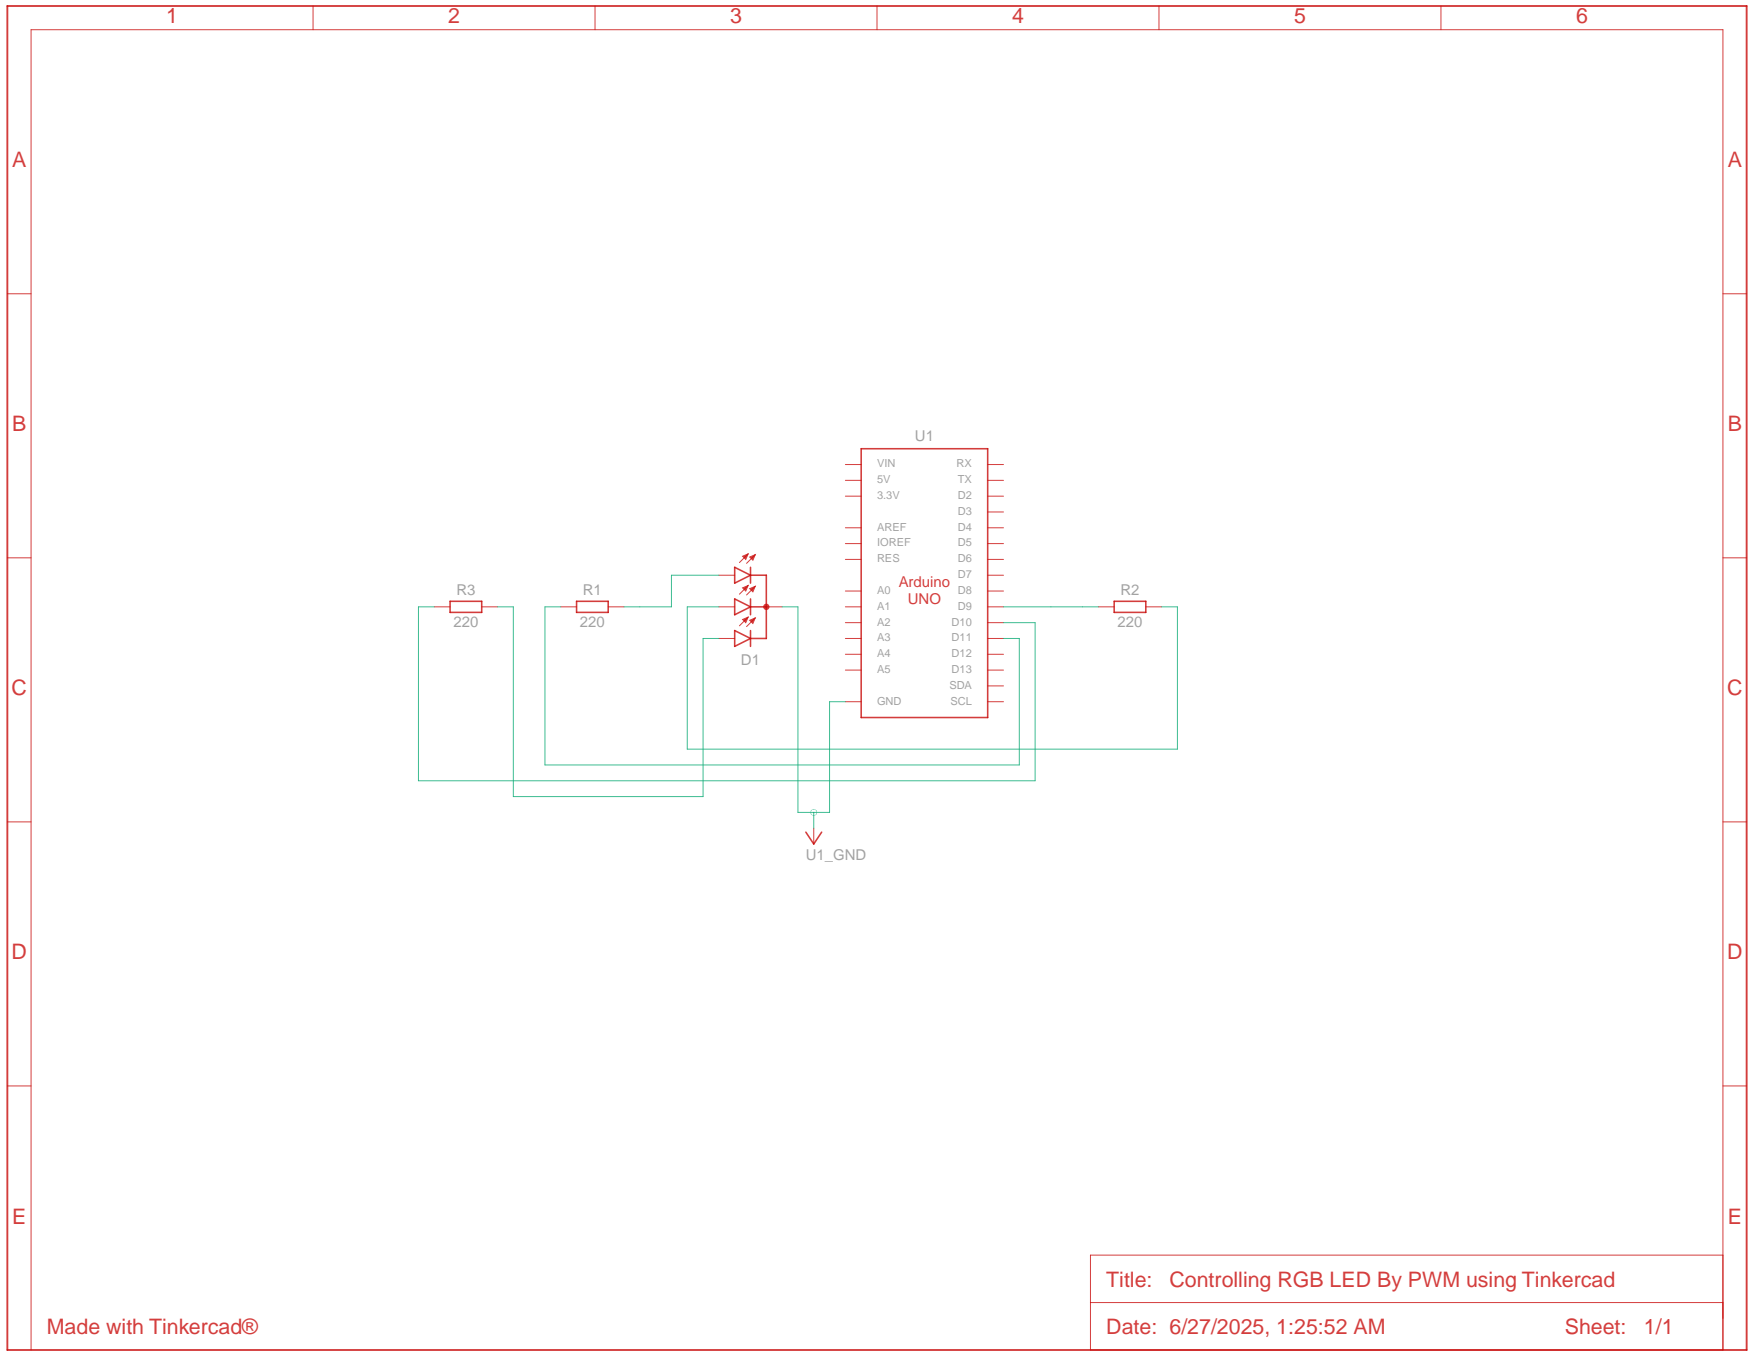 1 2 3 4 5 6
A A
B B
U1
VIN RX
5V TX
3.3V D2
D3
AREF D4
IOREF D5
RES D6
D7
Arduino
A0 D8
UNO
A1 D9
A2 D10
A3 D11
A4 D12
A5 D13
SDA
GND SCL
R3
220
R1
220
D1
R2
220
C C
U1_GND
D D
E E
Title: Controlling RGB LED By PWM using Tinkercad
Made with Tinkercad®
Date: 6/27/2025, 1:25:52 AM Sheet: 1/1